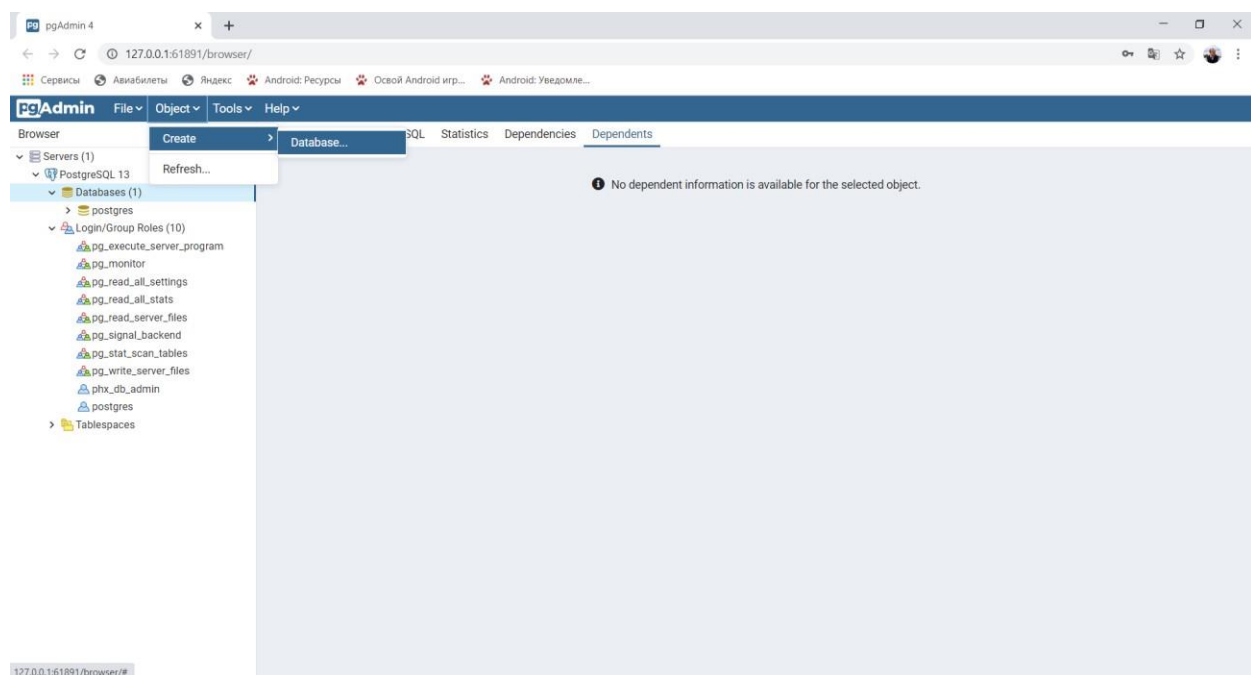 pgAdmin 4
127.0.0.1:61891/browser/
Сервисы Авиабилеты Яндекс Android: Ресурсы Освой Android игр... Android: Уведомле...
pgAdmin File Object Tools Help
Browser
Create
Database...
SQL Statistics Dependencies Dependents
Refresh...
No dependent information is available for the selected object.
Servers (1)
PostgreSQL 13
Databases (1)
postgres
Login/Group Roles (10)
pg_execute_server_program
pg_monitor
pg_read_all_settings
pg_read_all_stats
pg_read_server_files
pg_signal_backend
pg_stat_scan_tables
pg_write_server_files
phx_db_admin
postgres
Tablespaces
127.0.0.1:61891/browser/#